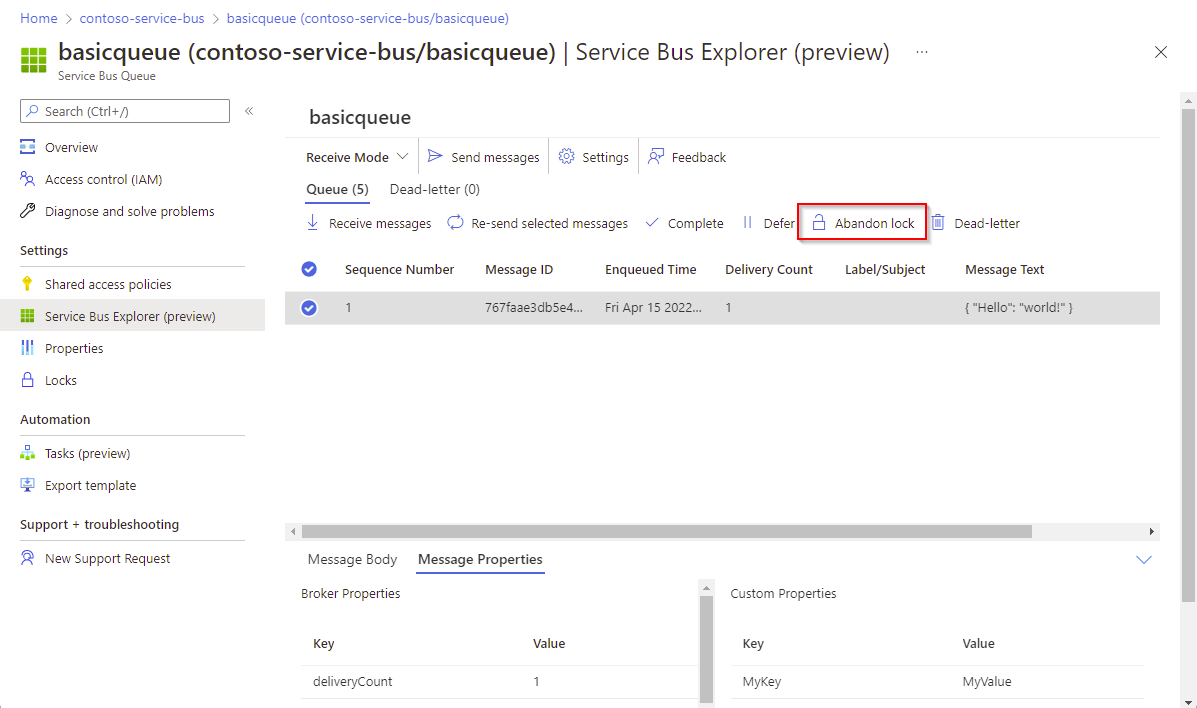 Home > contoso-service-bus > basicqueue (contoso-service-bus/basicqueue)
basicqueue (contoso-service-bus/basicqueue) | Service Bus Explorer (preview) ...
Service Bus Queue
Search (Ctrl+/) «
Overview
Access control (IAM)
Diagnose and solve problems
Settings
Shared access policies
Service Bus Explorer (preview)
Properties
Locks
Automation
Tasks (preview)
Export template
Support + troubleshooting
New Support Request
basicqueue
Receive Mode Send messages Settings Feedback
Queue (5) Dead-letter (0)
Receive messages Re-send selected messages Complete Defer Abandon lock Dead-letter
Sequence Number Message ID Enqueued Time Delivery Count Label/Subject Message Text
1 767faae3db5e4... Fri Apr 15 2022... 1 { "Hello": "world!" }
Message Body Message Properties
Broker Properties
Key Value
deliveryCount 1
Custom Properties
Key Value
MyKey MyValue